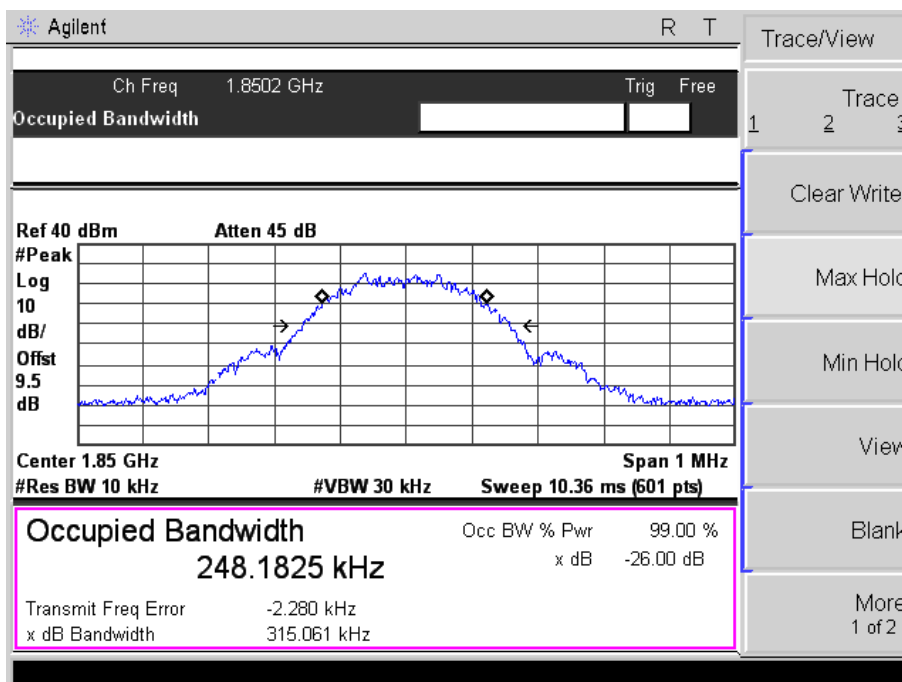 Agilent R T
Trace/View
Ch Freq 1.8502 GHz Trig Free
Occupied Bandwidth
Trace
1 2 3
Clear Write
Max Hold
Min Hold
View
Blank
More
1 of 2
Ref 40 dBm Atten 45 dB
#Peak
Log
10
dB/
Offst
9.5
dB
Center 1.85 GHz Span 1 MHz
#Res BW 10 kHz #VBW 30 kHz Sweep 10.36 ms (601 pts)
Occupied Bandwidth Occ BW % Pwr 99.00 %
248.1825 kHz x dB -26.00 dB
Transmit Freq Error -2.280 kHz
x dB Bandwidth 315.061 kHz